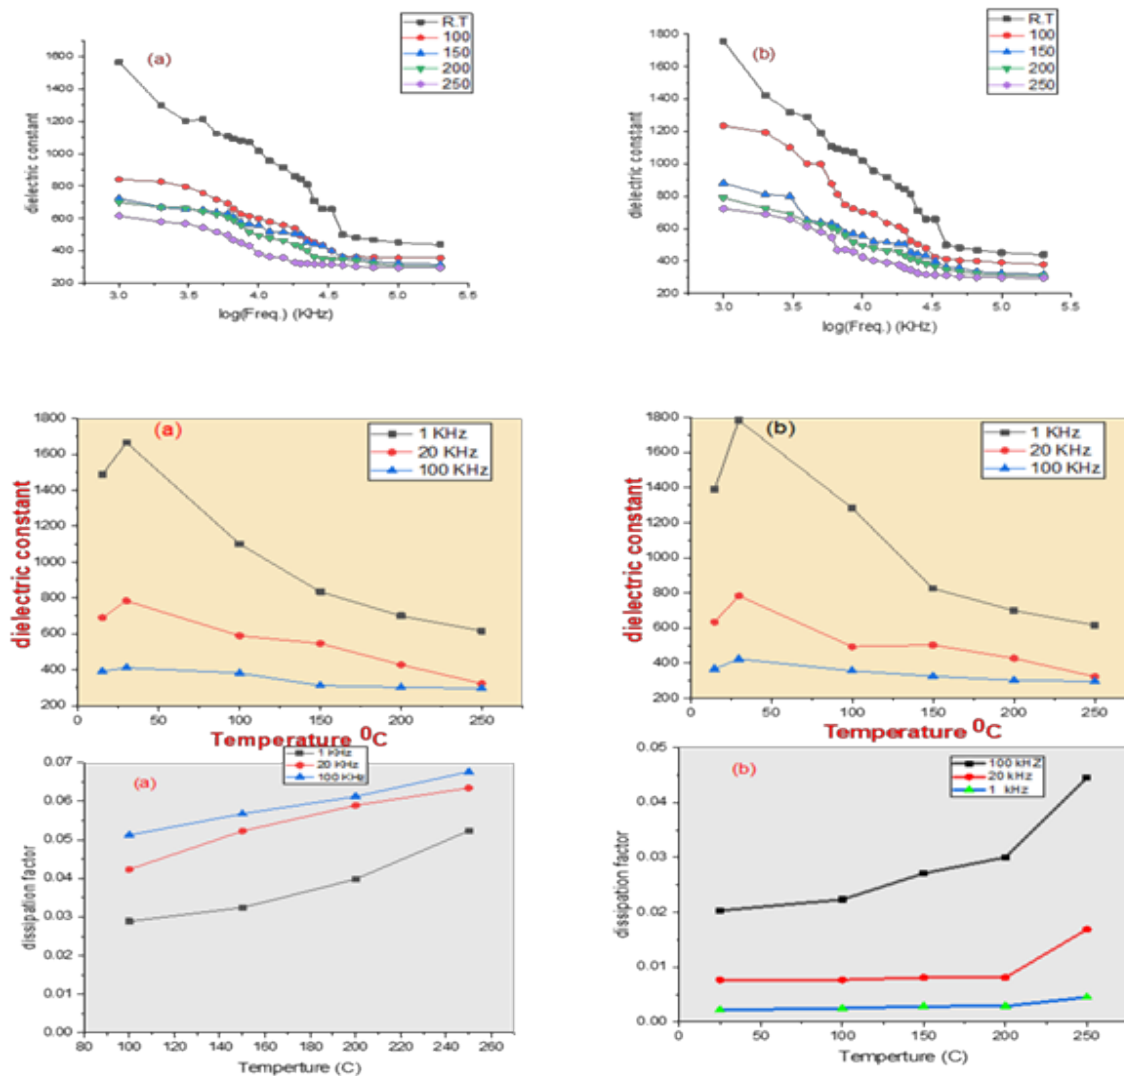 R.T
100
150
200
250
(a)
1600
1400
1200
1000
800
600
400
200
dielectric constant
3.0 3.5 4.0 4.5 5.0 5.5
log(Freq.) (KHz)
R.T
100
150
200
250
(b)
1800
1600
1400
1200
1000
800
600
400
200
dielectric constant
3.0 3.5 4.0 4.5 5.0 5.5
log(Freq.) (KHz)
(a)
1 KHz
20 KHz
100 KHz
1800
1600
1400
1200
1000
800
600
400
200
dielectric constant
0 50 100 150 200 250
Temperature ⁰C
(b)
1 KHz
20 KHz
100 KHz
1800
1600
1400
1200
1000
800
600
400
200
dielectric constant
0 50 100 150 200 250
Temperature ⁰C
1 KHz
20 KHz
100 KHz
(a)
0.07
0.06
0.05
0.04
0.03
0.02
0.01
0.00
dissipation factor
80 100 120 140 160 180 200 220 240 260
Temperture (C)
(b)
100 kHZ
20 kHz
1 kHz
0.05
0.04
0.03
0.02
0.01
0.00
dissipation factor
0 50 100 150 200 250
Temperture (C)